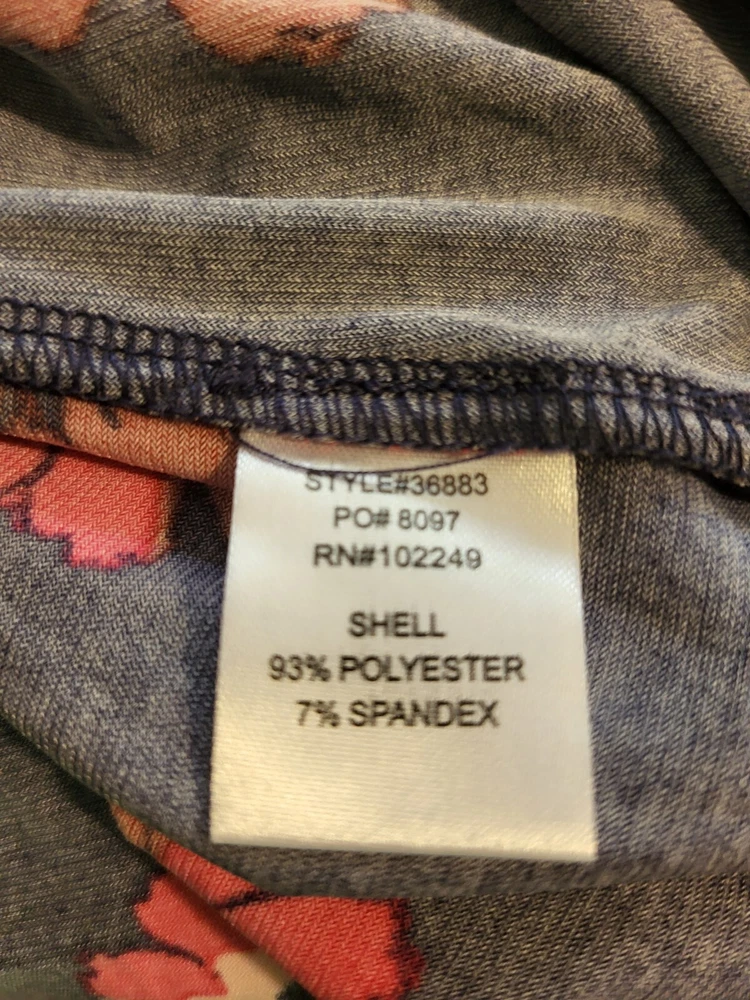 STYLE#36883
PO# 8097
RN#102249
SHELL
93% POLYESTER
7% SPANDEX